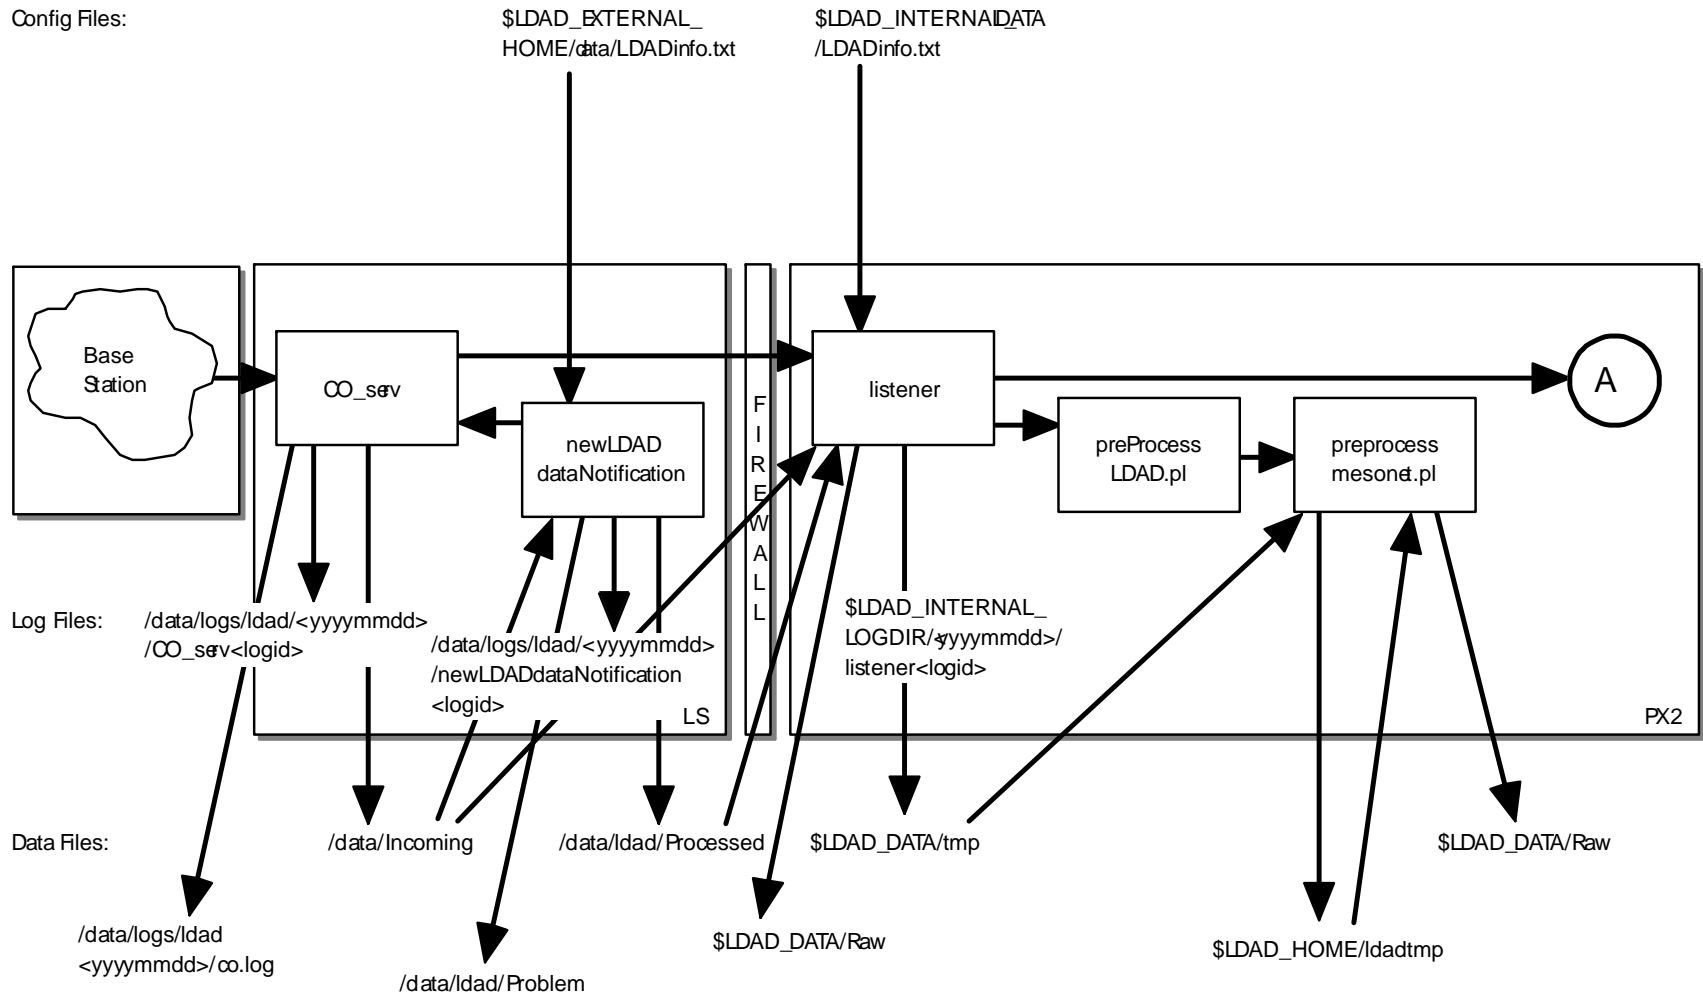 Config Files:
$LDAD_EXTERNAL_
HOME/data/LDADinfo.txt
$LDAD_INTERNAL_DATA
/LDADinfo.txt
Base
Station
CO_serv
newLDAD
dataNotification
F
I
R
E
W
A
L
L
listener
preProcess
LDAD.pl
preprocess
mesonet.pl
A
Log Files:
/data/logs/ldad/<yyyymmdd>
/CO_serv<logid>
/data/logs/ldad/<yyyymmdd>
/newLDADdataNotification
<logid>
LS
$LDAD_INTERNAL_
LOGDIR/<yyyymmdd>/
listener<logid>
PX2
Data Files:
/data/Incoming
/data/ldad/Processed
$LDAD_DATA/tmp
$LDAD_DATA/Raw
/data/logs/ldad
<yyyymmdd>/co.log
/data/ldad/Problem
$LDAD_DATA/Raw
$LDAD_HOME/ldadtmp